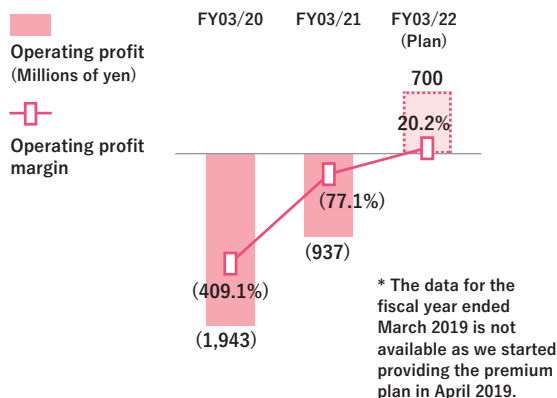 FY03/20 FY03/21 FY03/22
(Plan)
Operating profit
(Millions of yen)
Operating profit
margin
700
20.2%
(77.1%)
(937)
(409.1%)
(1,943)
* The data for the
fiscal year ended
March 2019 is not
available as we started
providing the premium
plan in April 2019.